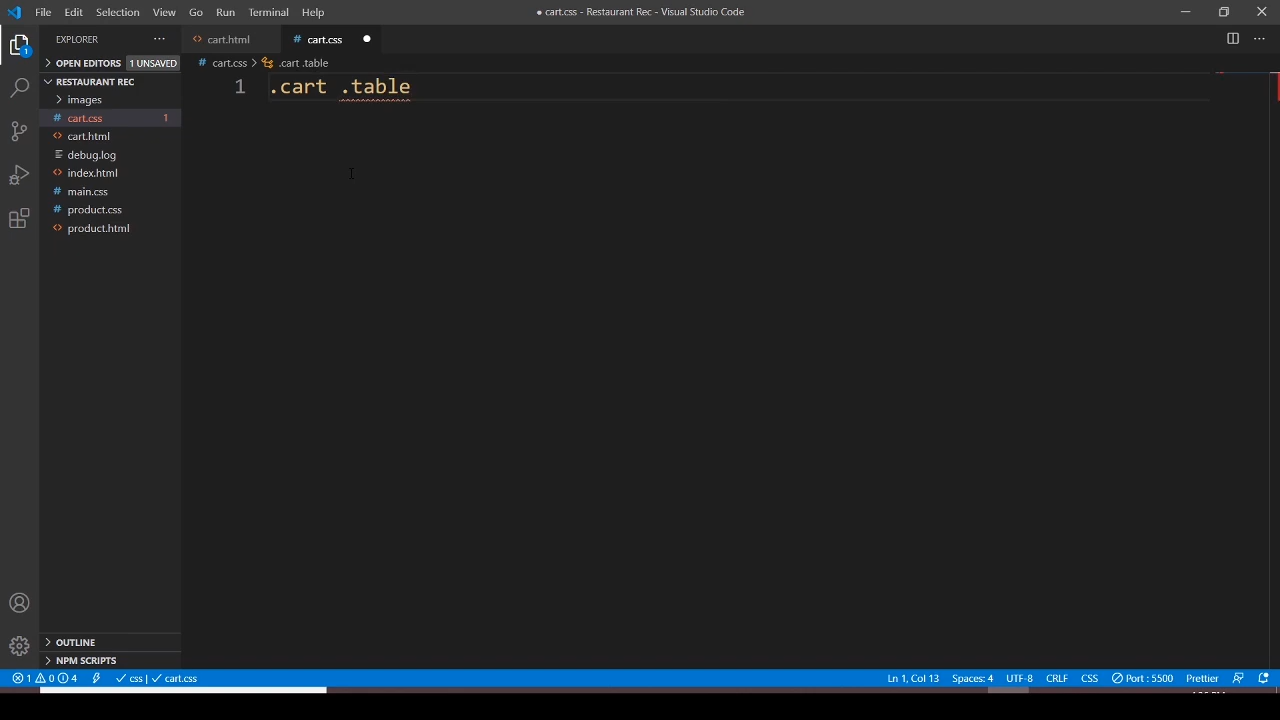 File Edit Selection View Go Run Terminal Help
● cart.css - Restaurant Rec - Visual Studio Code
EXPLORER
cart.html
cart.css
OPEN EDITORS 1 UNSAVED
cart.css > .cart .table
RESTAURANT REC
1 .cart .table
images
cart.css 1
cart.html
debug.log
index.html
main.css
product.css
product.html
1
OUTLINE
NPM SCRIPTS
1 0 4 css | cart.css Ln 1, Col 13 Spaces: 4 UTF-8 CRLF CSS Port : 5500 Prettier